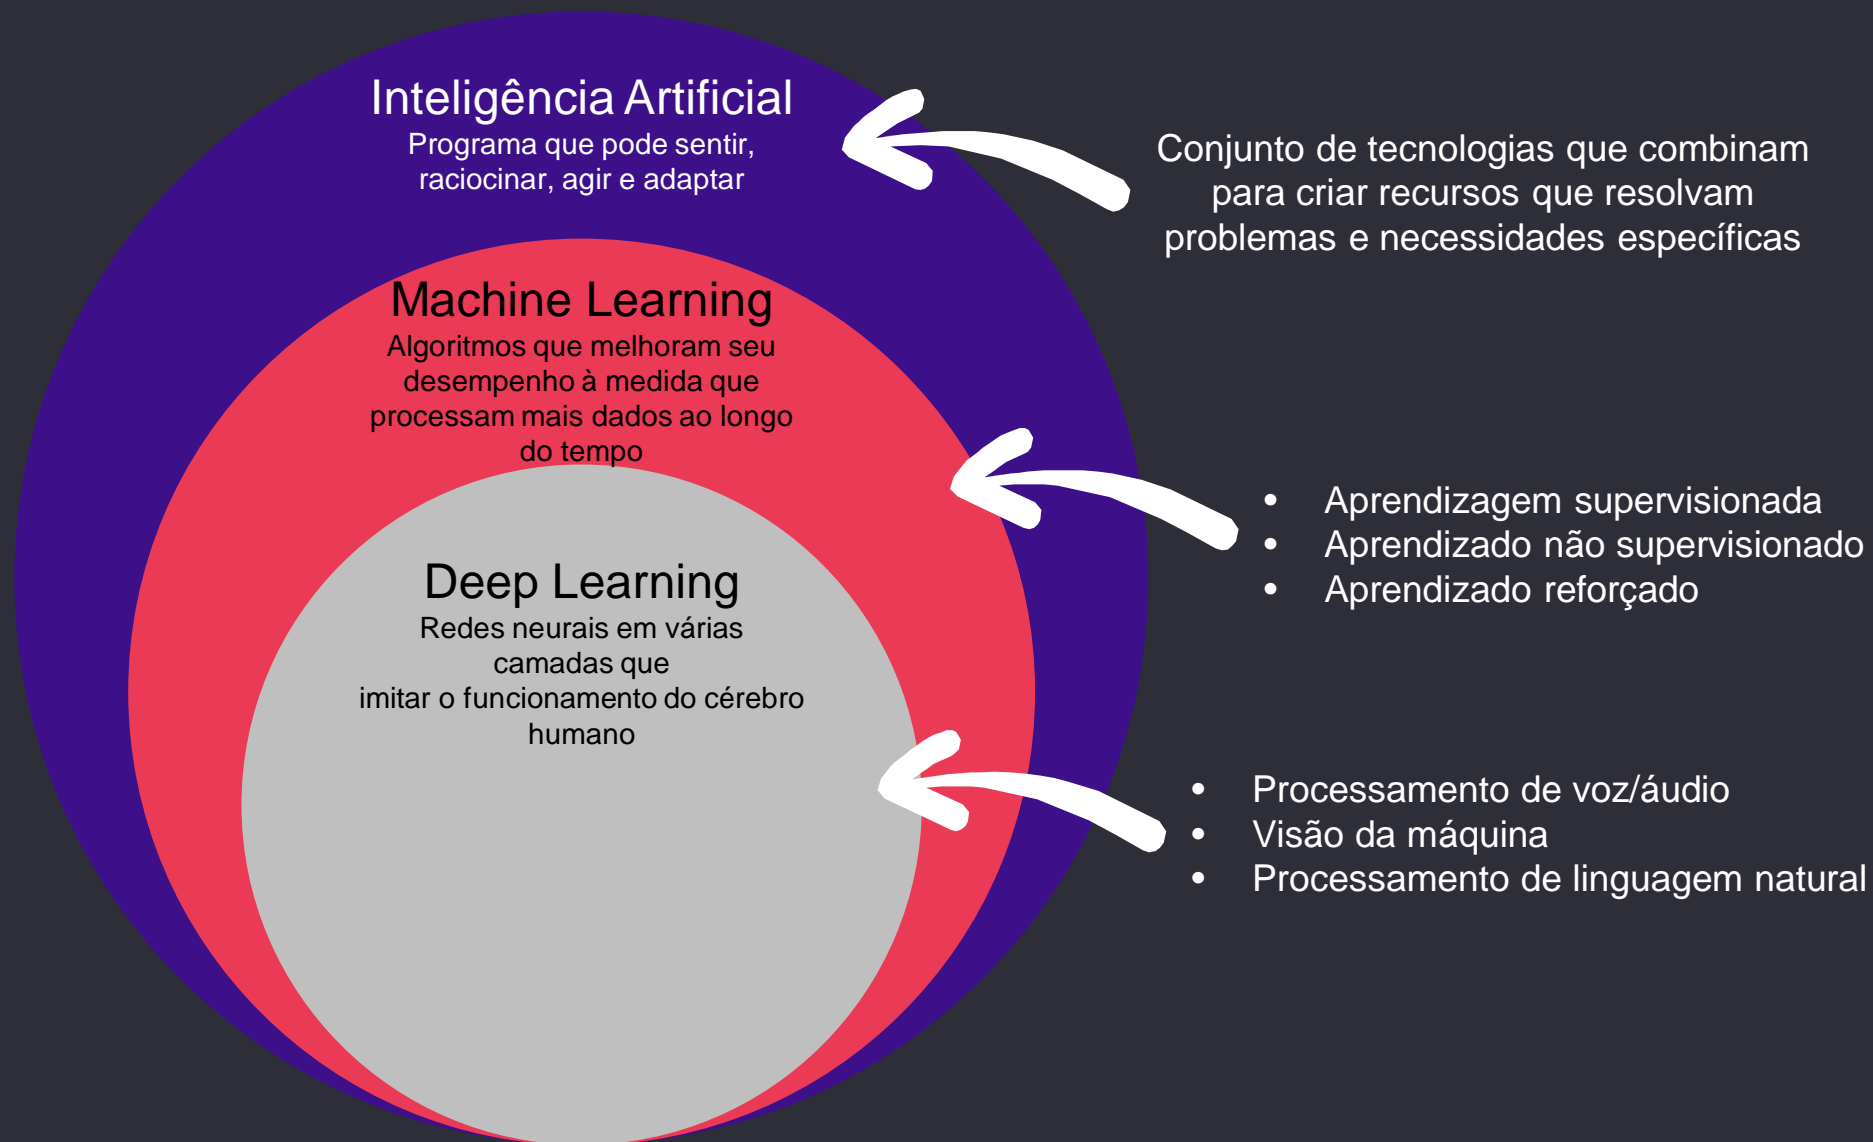 Inteligência Artificial
Programa que pode sentir,
raciocinar, agir e adaptar
Conjunto de tecnologias que combinam
para criar recursos que resolvam
problemas e necessidades específicas
Machine Learning
Algoritmos que melhoram seu
desempenho à medida que
processam mais dados ao longo
do tempo
• Aprendizagem supervisionada
• Aprendizado não supervisionado
• Aprendizado reforçado
Deep Learning
Redes neurais em várias
camadas que
imitar o funcionamento do cérebro
humano
• Processamento de voz/áudio
• Visão da máquina
• Processamento de linguagem natural